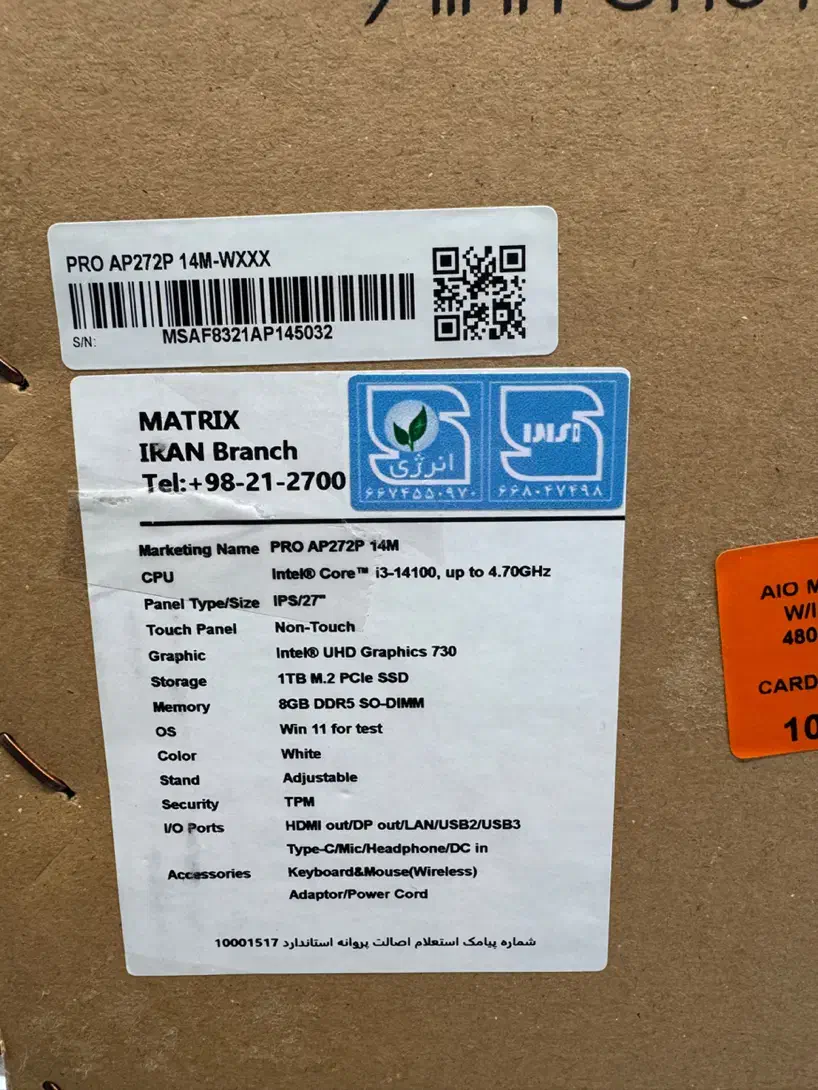 PRO AP272P 14M-WXXX
S/N: MSAF8321AP145032
MATRIX
IRAN Branch
Tel:+98-21-2700
انرژی
۶۶۷۴۵۵۰۹۷۰
۶۶۸۰۴۷۴۹۸
Marketing Name PRO AP272P 14M
CPU Intel® Core™ i3-14100, up to 4.70GHz
Panel Type/Size IPS/27"
Touch Panel Non-Touch
Graphic Intel® UHD Graphics 730
Storage 1TB M.2 PCIe SSD
Memory 8GB DDR5 SO-DIMM
OS Win 11 for test
Color White
Stand Adjustable
Security TPM
I/O Ports HDMI out/DP out/LAN/USB2/USB3
Type-C/Mic/Headphone/DC in
Accessories Keyboard&Mouse(Wireless)
Adaptor/Power Cord
شماره پیامک استعلام اصالت پروانه استاندارد 10001517
AIO
W/I
480
CARD
10